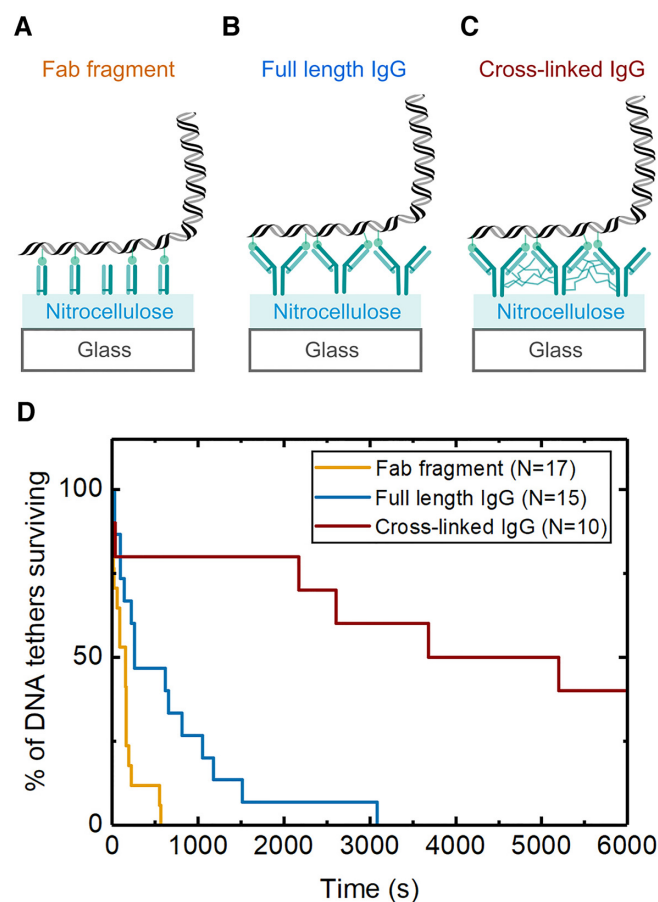 A
B
C
Fab fragment
Full length IgG
Cross-linked IgG
Nitrocellulose
Nitrocellulose
Nitrocellulose
Glass
Glass
Glass
D
Fab fragment (N=17)
Full length IgG (N=15)
Cross-linked IgG (N=10)
% of DNA tethers surviving
100
50
0
0
1000
2000
3000
4000
5000
6000
Time (s)